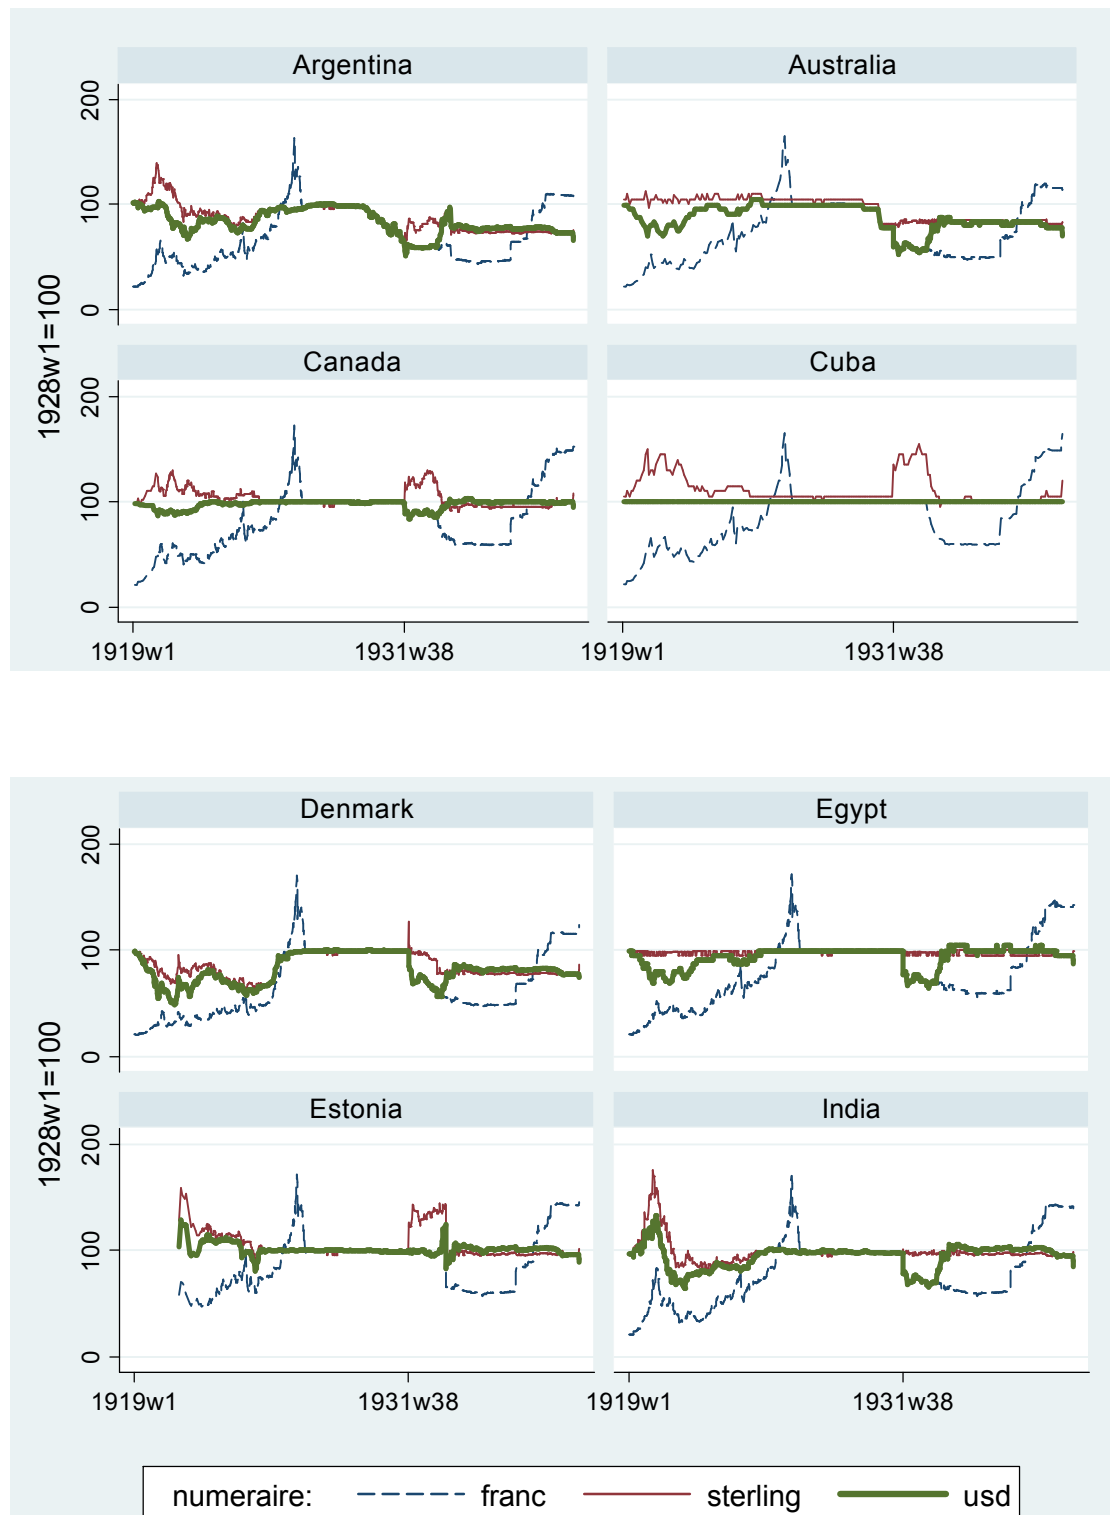 Argentina
Australia
200
100
0
Canada
Cuba
200
100
0
1928w1=100
1919w1
1931w38
1919w1
1931w38
Denmark
Egypt
200
100
0
Estonia
India
200
100
0
1928w1=100
1919w1
1931w38
1919w1
1931w38
numeraire: franc sterling usd